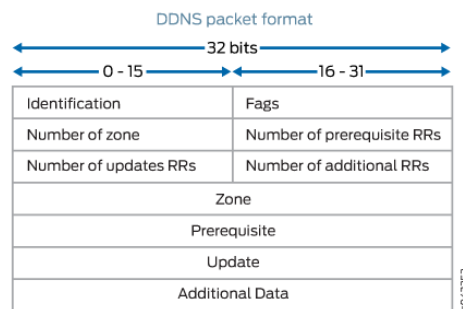 DDNS packet format
32 bits
0 - 15 16 - 31
Identification Fags
Number of zone Number of prerequisite RRs
Number of updates RRs Number of additional RRs
Zone
Prerequisite
Update
Additional Data